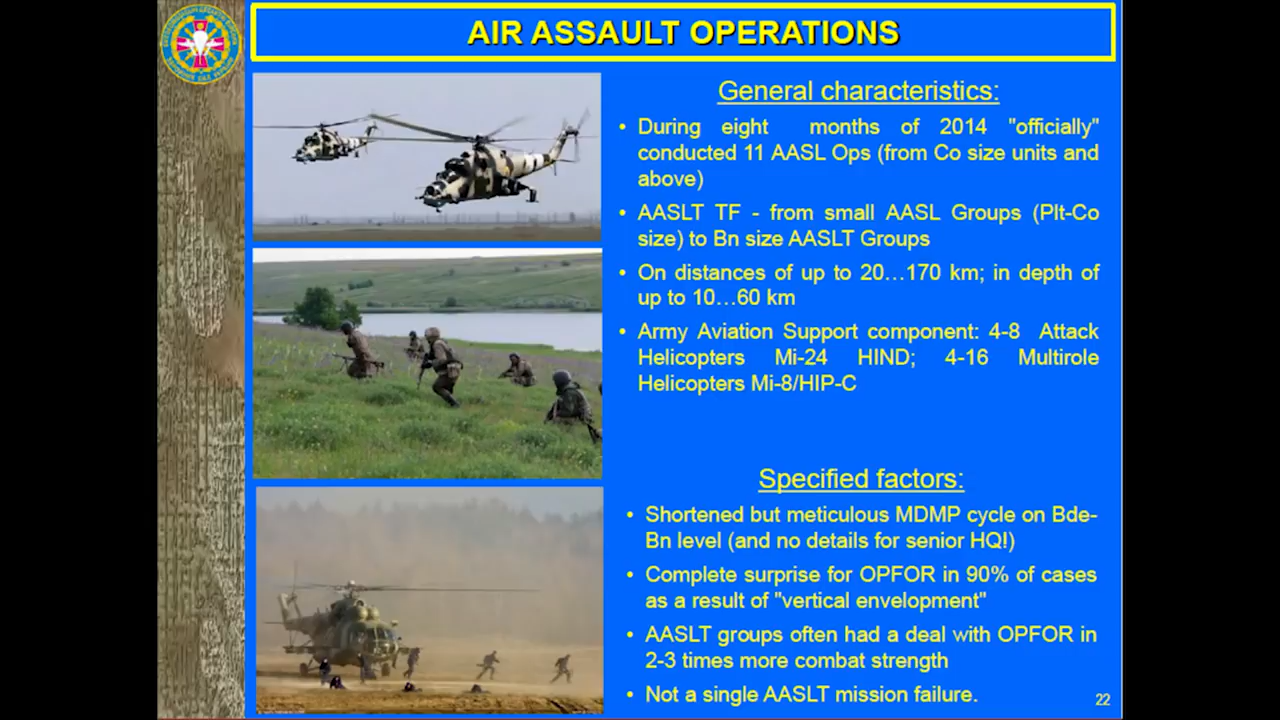 AIR ASSAULT OPERATIONS
General characteristics:
• During eight months of 2014 "officially"
conducted 11 AASL Ops (from Co size units and
above)
• AASLT TF - from small AASL Groups (Plt-Co
size) to Bn size AASLT Groups
• On distances of up to 20…170 km; in depth of
up to 10…60 km
• Army Aviation Support component: 4-8 Attack
Helicopters Mi-24 HIND; 4-16 Multirole
Helicopters Mi-8/HIP-C
Specified factors:
• Shortened but meticulous MDMP cycle on Bde-
Bn level (and no details for senior HQ!)
• Complete surprise for OPFOR in 90% of cases
as a result of "vertical envelopment"
• AASLT groups often had a deal with OPFOR in
2-3 times more combat strength
• Not a single AASLT mission failure.
22